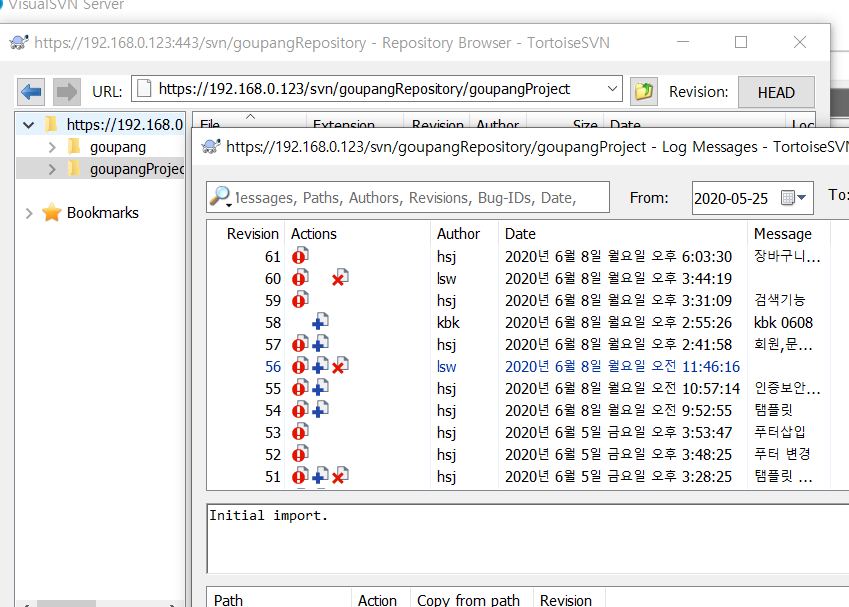 VisualSVN Server
https://192.168.0.123:443/svn/goupangRepository - Repository Browser - TortoiseSVN
URL: https://192.168.0.123/svn/goupangRepository/goupangProject Revision: HEAD
https://192.168.0
goupang
goupangProjec
Bookmarks
File Extension Revision Author Size Date Loc
https://192.168.0.123/svn/goupangRepository/goupangProject - Log Messages - TortoiseSVN
Messages, Paths, Authors, Revisions, Bug-IDs, Date, From: 2020-05-25 To:
Revision Actions Author Date Message
61 hsj 2020년 6월 8일 월요일 오후 6:03:30 장바구니...
60 lsw 2020년 6월 8일 월요일 오후 3:44:19
59 hsj 2020년 6월 8일 월요일 오후 3:31:09 검색기능
58 kbk 2020년 6월 8일 월요일 오후 2:55:26 kbk 0608
57 hsj 2020년 6월 8일 월요일 오후 2:41:58 회원,문...
56 lsw 2020년 6월 8일 월요일 오전 11:46:16
55 hsj 2020년 6월 8일 월요일 오전 10:57:14 인증보안...
54 hsj 2020년 6월 8일 월요일 오전 9:52:55 탬플릿
53 hsj 2020년 6월 5일 금요일 오후 3:53:47 푸터삽입
52 hsj 2020년 6월 5일 금요일 오후 3:48:25 푸터 변경
51 hsj 2020년 6월 5일 금요일 오후 3:28:25 탬플릿 ...
Initial import.
Path Action Copy from path Revision